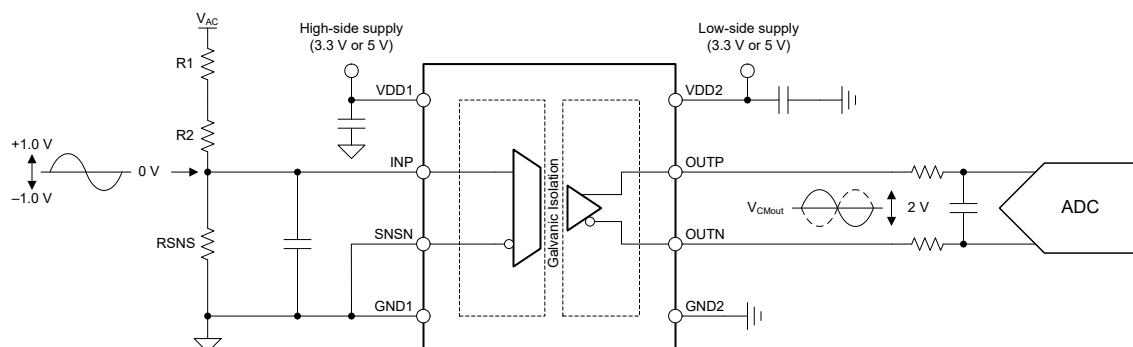 VAC
R1
R2
+1.0 V
–1.0 V
0 V
RSNS
High-side supply
(3.3 V or 5 V)
VDD1
INP
SNSN
GND1
Galvanic Isolation
Low-side supply
(3.3 V or 5 V)
VDD2
OUTP
OUTN
GND2
VCMout
2 V
ADC